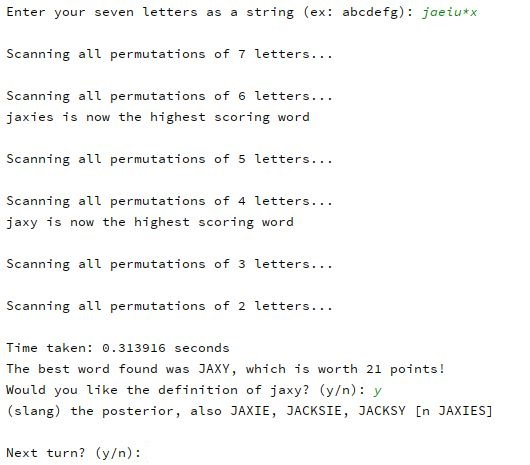 Enter your seven letters as a string (ex: abcdefg): jaeiu*x
Scanning all permutations of 7 letters...
Scanning all permutations of 6 letters...
jaxies is now the highest scoring word
Scanning all permutations of 5 letters...
Scanning all permutations of 4 letters...
jaxy is now the highest scoring word
Scanning all permutations of 3 letters...
Scanning all permutations of 2 letters...
Time taken: 0.313916 seconds
The best word found was JAXY, which is worth 21 points!
Would you like the definition of jaxy? (y/n): y
(slang) the posterior, also JAXIE, JACKSIE, JACKSY [n JAXIES]
Next turn? (y/n):